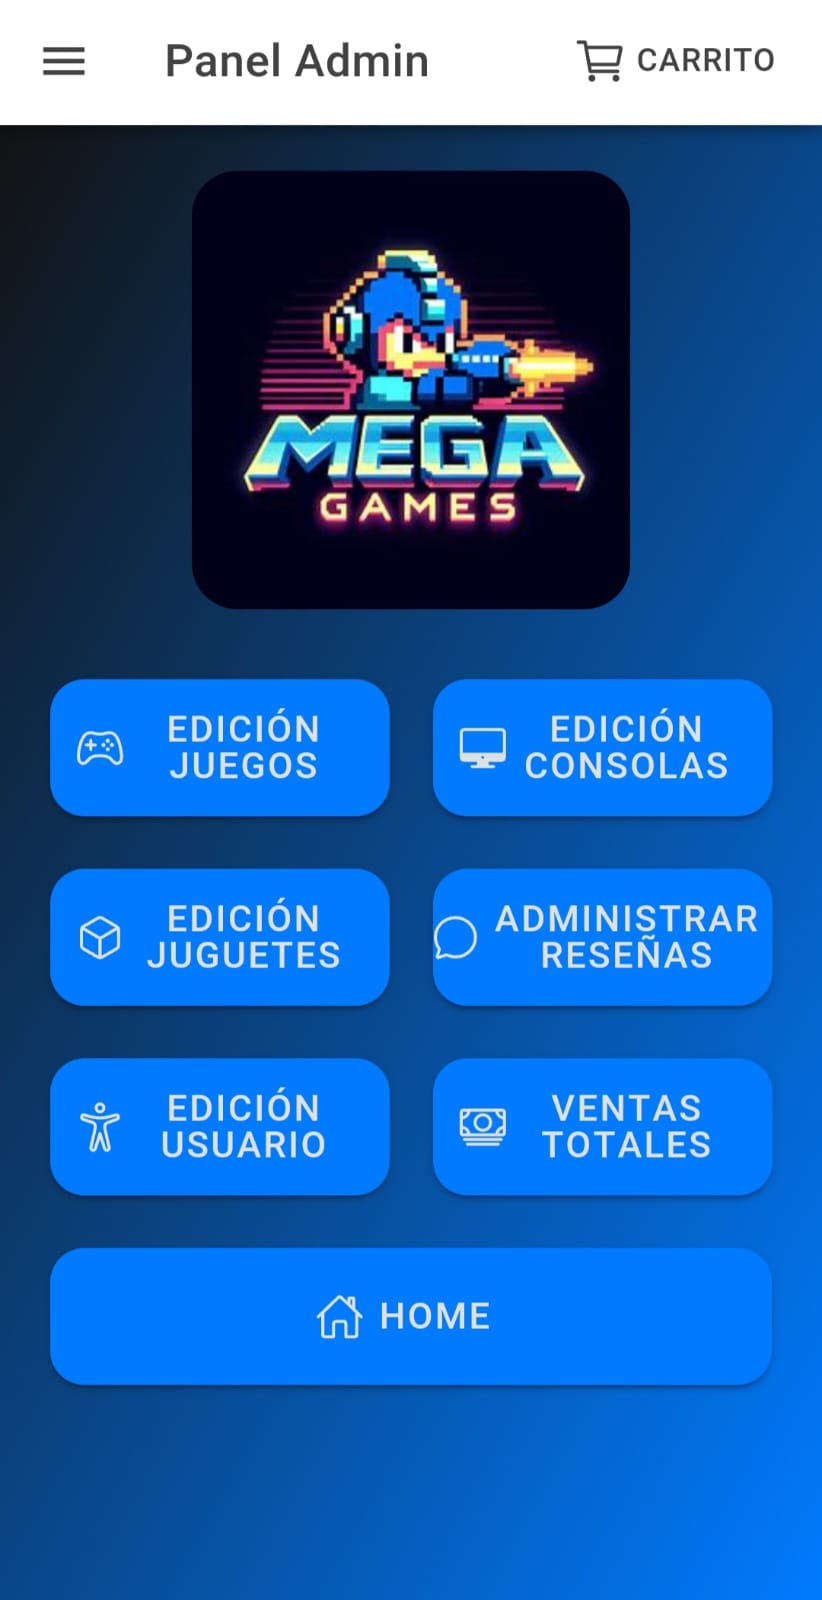 Panel Admin
CARRITO
MEGA
GAMES
EDICIÓN
JUEGOS
EDICIÓN
CONSOLAS
EDICIÓN
JUGUETES
ADMINISTRAR
RESEÑAS
EDICIÓN
USUARIO
VENTAS
TOTALES
HOME